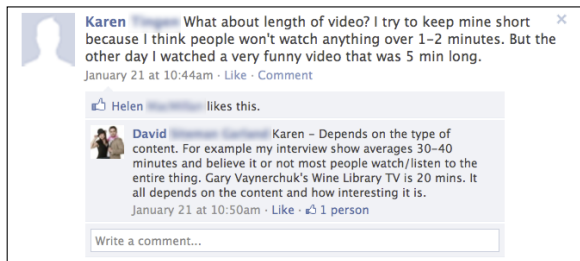 Karen What about length of video? I try to keep mine short
because I think people won't watch anything over 1-2 minutes. But the
other day I watched a very funny video that was 5 min long.
January 21 at 10:44am · Like · Comment
Helen likes this.
David Karen - Depends on the type of
content. For example my interview show averages 30-40
minutes and believe it or not most people watch/listen to the
entire thing. Gary Vaynerchuk's Wine Library TV is 20 mins. It
all depends on the content and how interesting it is.
January 21 at 10:50am · Like · 1 person
Write a comment...